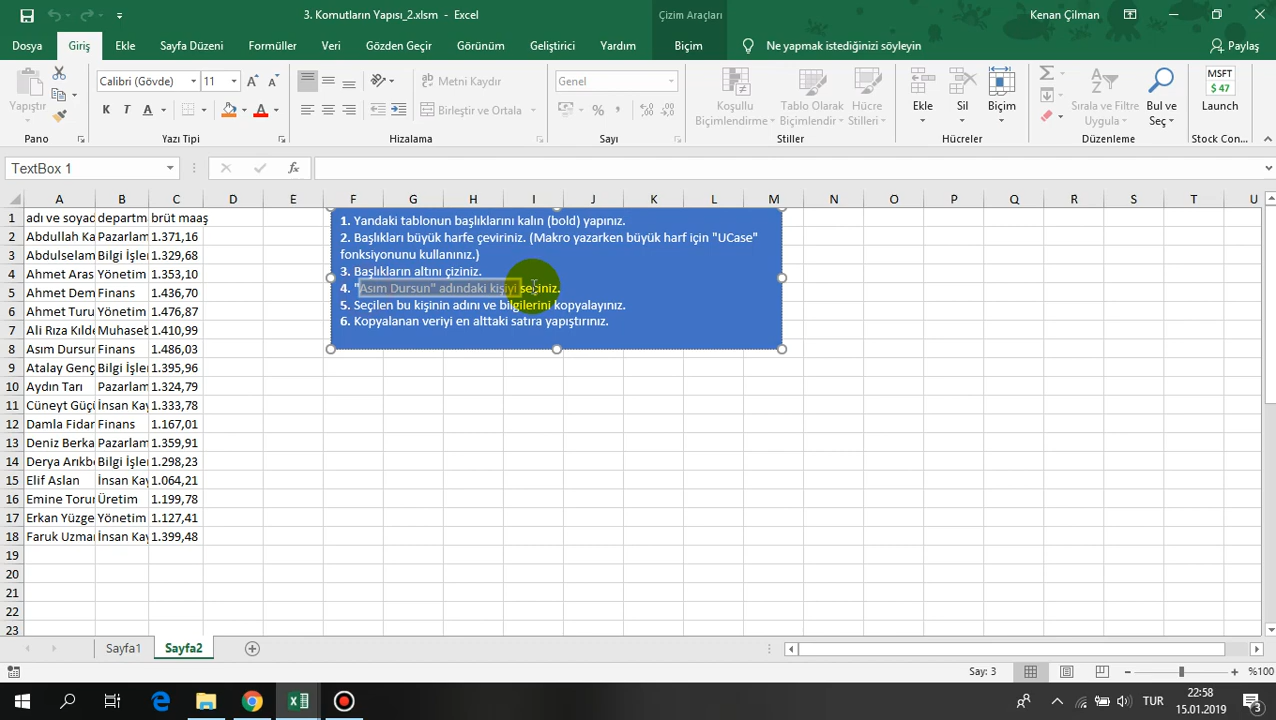 3. Komutların Yapısı_2.xlsm - Excel
Çizim Araçları
Kenan Çilman
Dosya Giriş Ekle Sayfa Düzeni Formüller Veri Gözden Geçir Görünüm Geliştirici Yardım Biçim Ne yapmak istediğinizi söyleyin Paylaş
Yapıştır
Calibri (Gövde) 11
K T A
Metni Kaydır
Birleştir ve Ortala
Genel
Koşullu Biçimlendirme
Tablo Olarak Biçimlendir
Hücre Stilleri
Ekle Sil Biçim
Sırala ve Filtre Uygula
Bul ve Seç
MSFT
$ 47
Launch
Pano Yazı Tipi Hizalama Sayı Stiller Hücreler Düzenleme Stock Con...
TextBox 1
fx
A B C D E F G H I J K L M N O P Q R S T U
1 adı ve soyad departm brüt maaş
2 Abdullah Ka Pazarlam 1.371,16
3 Abdulselam Bilgi İşle 1.329,68
4 Ahmet Aras Yönetim 1.353,10
5 Ahmet Dem Finans 1.436,70
6 Ahmet Turu Yönetim 1.476,87
7 Ali Rıza Kılde Muhaseb 1.410,99
8 Asım Dursun Finans 1.486,03
9 Atalay Genç Bilgi İşle 1.395,96
10 Aydın Tarı Pazarlam 1.324,79
11 Cüneyt Güçü İnsan Kay 1.333,78
12 Damla Fidan Finans 1.167,01
13 Deniz Berka Pazarlam 1.359,91
14 Derya Arıkb Bilgi İşle 1.298,23
15 Elif Aslan İnsan Kay 1.064,21
16 Emine Torun Üretim 1.199,78
17 Erkan Yüzge Yönetim 1.127,41
18 Faruk Uzma İnsan Kay 1.399,48
19
20
21
22
23
1. Yandaki tablonun başlıklarını kalın (bold) yapınız.
2. Başlıkları büyük harfe çeviriniz. (Makro yazarken büyük harf için "UCase"
fonksiyonunu kullanınız.)
3. Başlıkların altını çiziniz.
4. "Asım Dursun" adındaki kişiyi seçiniz.
5. Seçilen bu kişinin adını ve bilgilerini kopyalayınız.
6. Kopyalanan veriyi en alttaki satıra yapıştırınız.
Sayfa1 Sayfa2
Say: 3
%100
TUR
22:58
15.01.2019
3